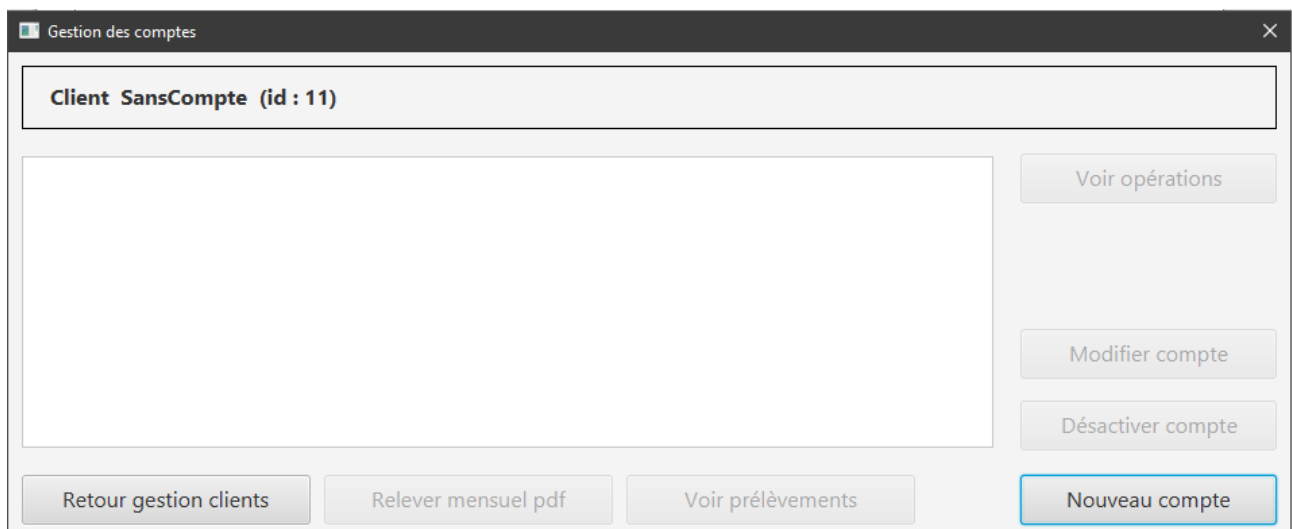 Gestion des comptes
Client SansCompte (id : 11)
Voir opérations
Modifier compte
Désactiver compte
Retour gestion clients
Relever mensuel pdf
Voir prélèvements
Nouveau compte